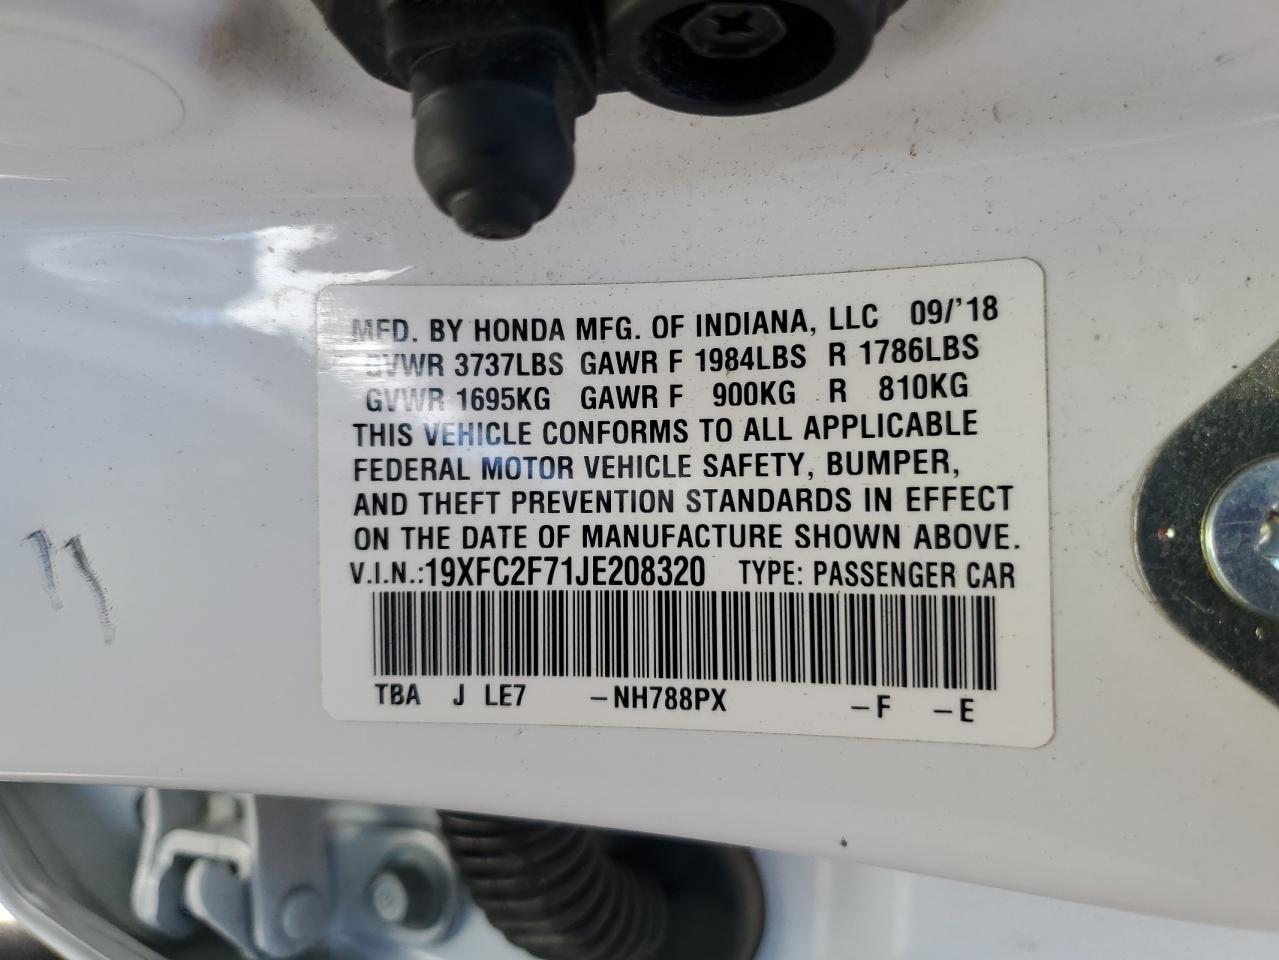 MFD. BY HONDA MFG. OF INDIANA, LLC 09/'18
GVWR 3737LBS GAWR F 1984LBS R 1786LBS
GVWR 1695KG GAWR F 900KG R 810KG
THIS VEHICLE CONFORMS TO ALL APPLICABLE
FEDERAL MOTOR VEHICLE SAFETY, BUMPER,
AND THEFT PREVENTION STANDARDS IN EFFECT
ON THE DATE OF MANUFACTURE SHOWN ABOVE.
V.I.N.:19XFC2F71JE208320 TYPE: PASSENGER CAR
TBA J LE7 –NH788PX –F –E